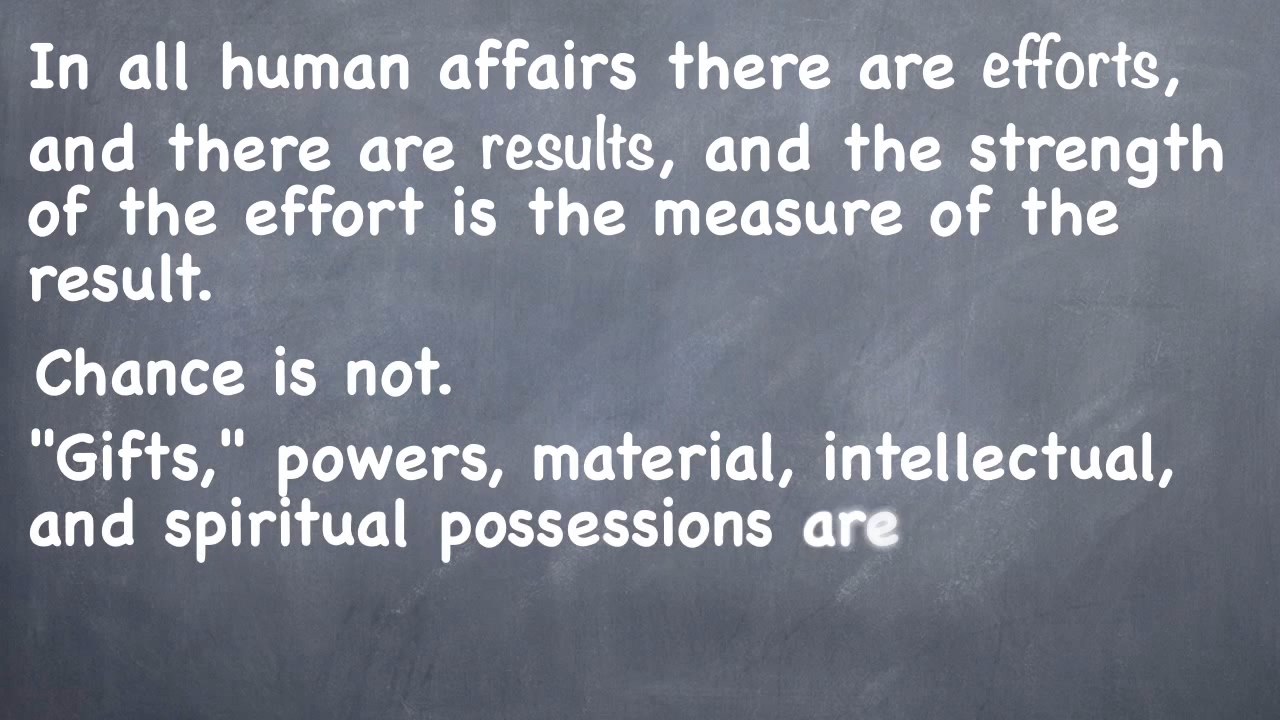 In all human affairs there are efforts,
and there are results, and the strength
of the effort is the measure of the
result.
Chance is not.
"Gifts," powers, material, intellectual,
and spiritual possessions are